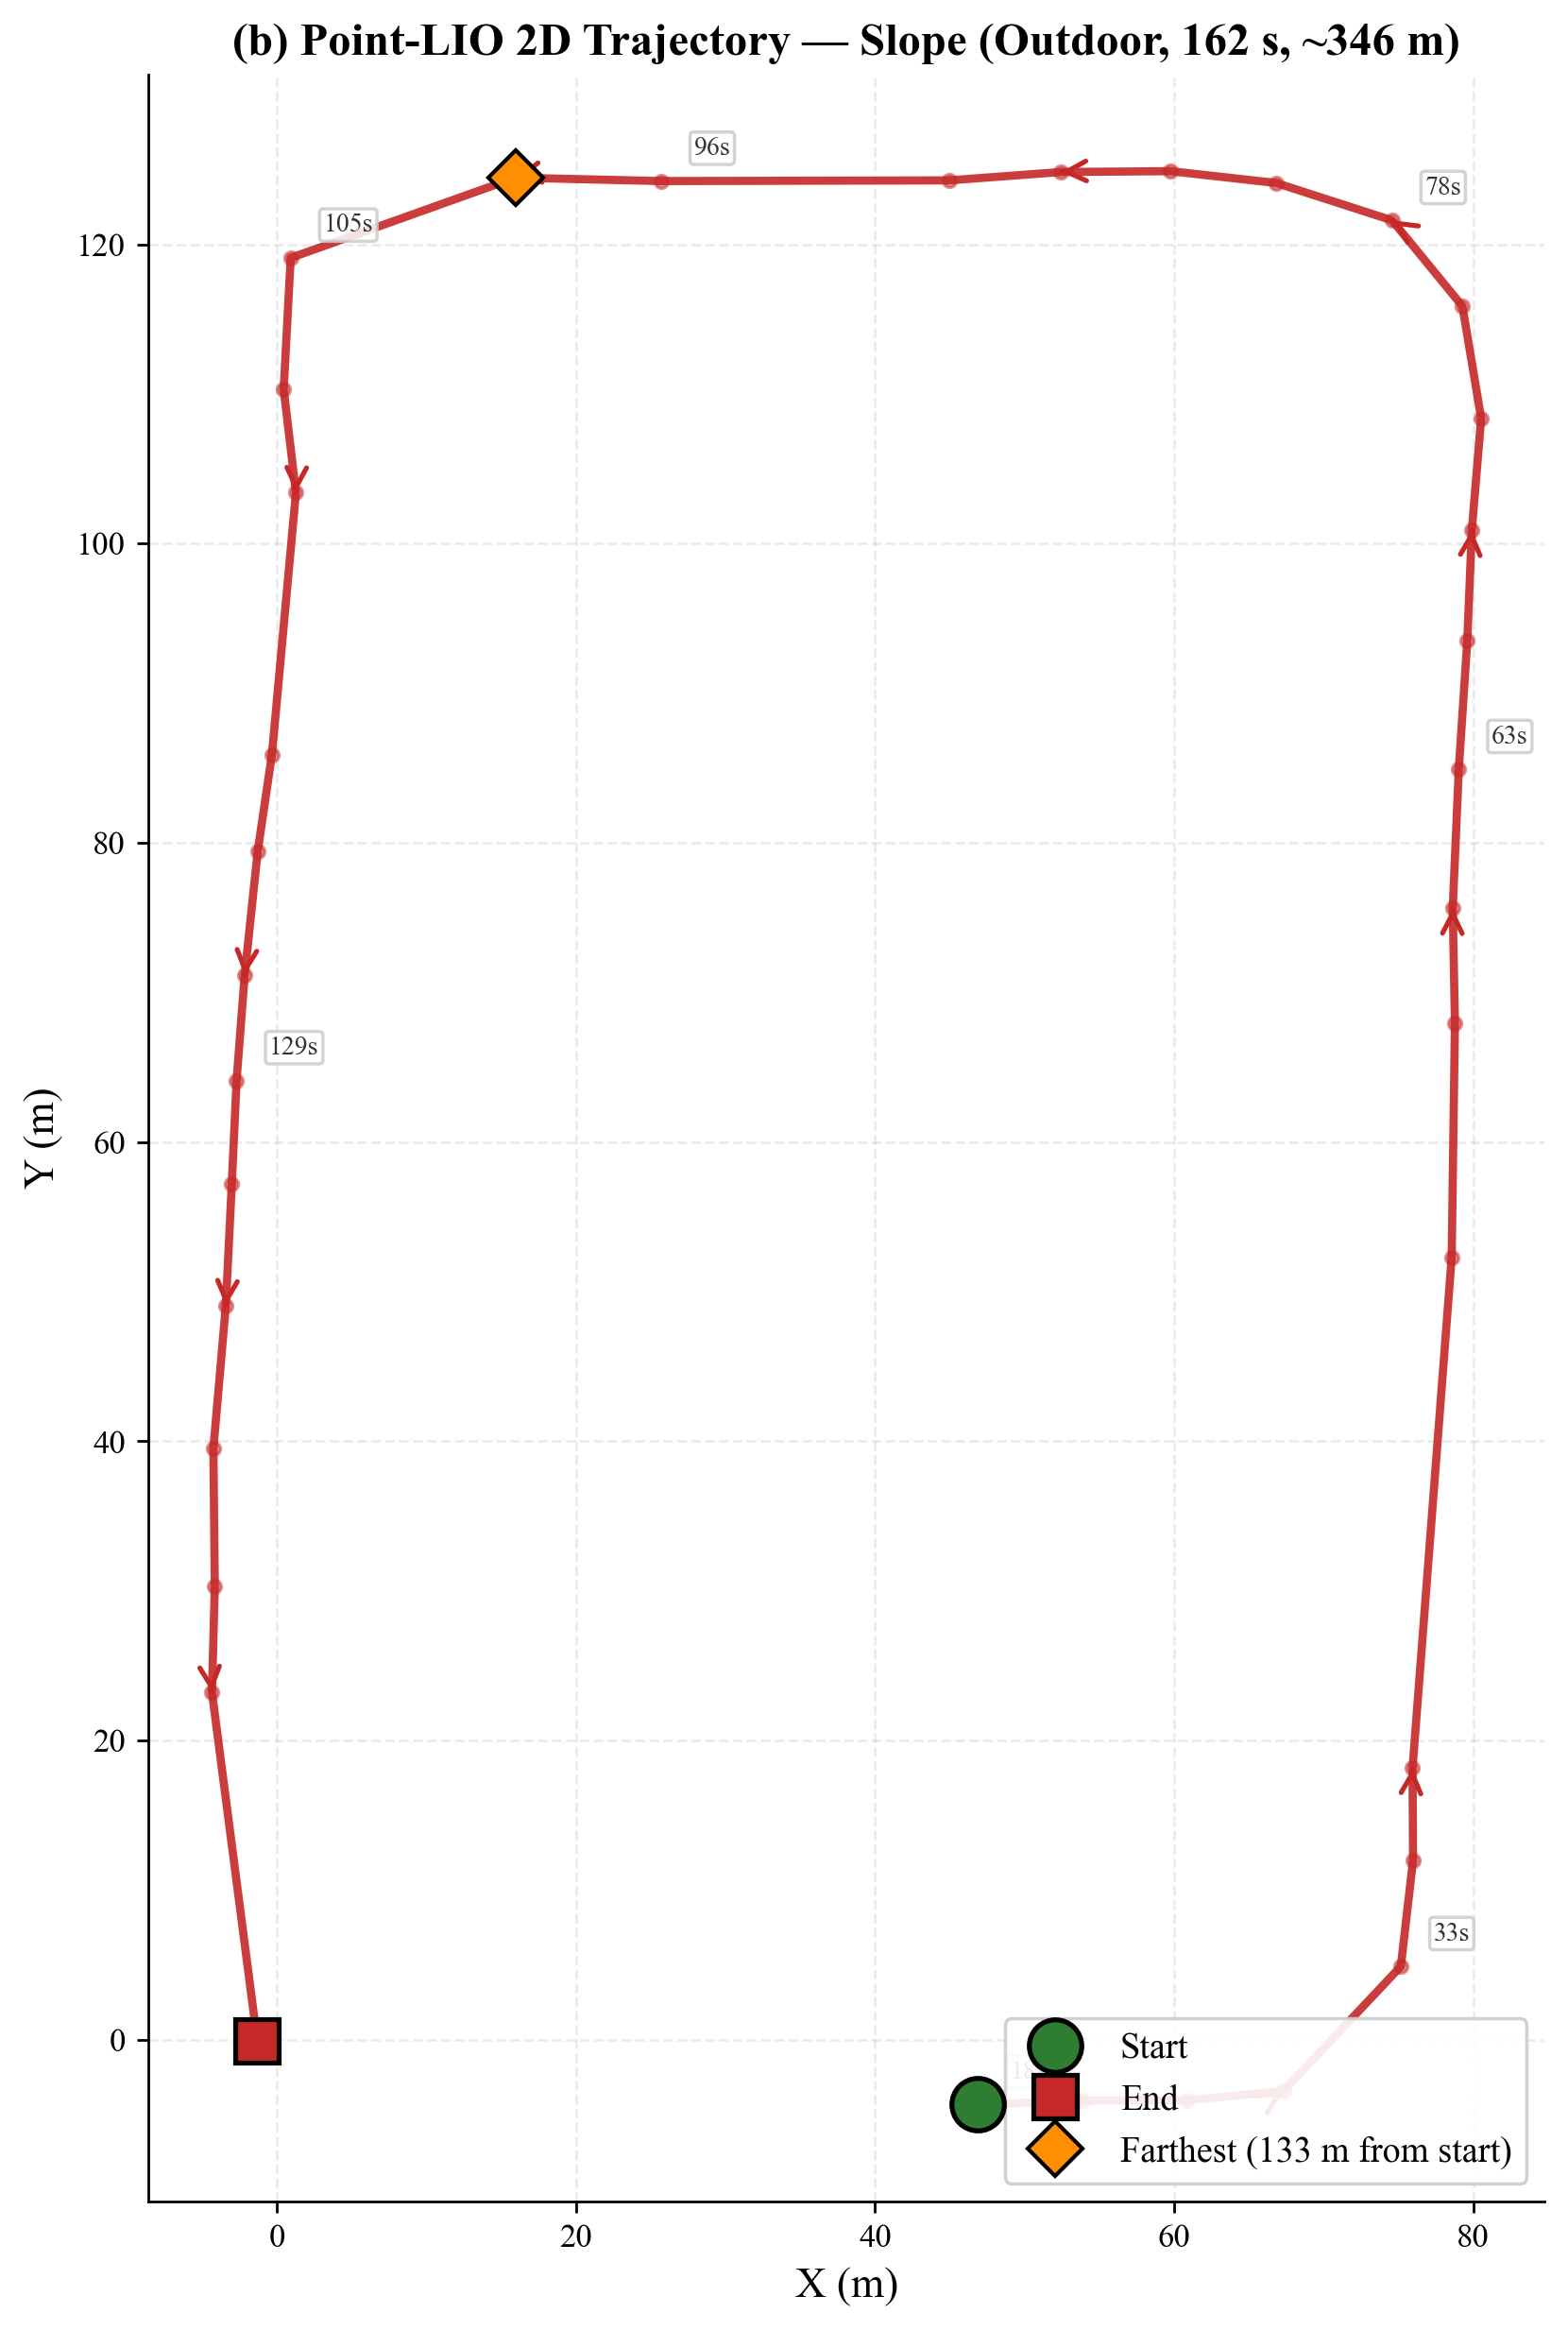 (b) Point-LIO 2D Trajectory — Slope (Outdoor, 162 s, ~346 m)
96s
78s
105s
120
100
63s
80
129s
Y (m)
60
40
20
33s
0
Start
End
Farthest (133 m from start)
0
20
40
60
80
X (m)